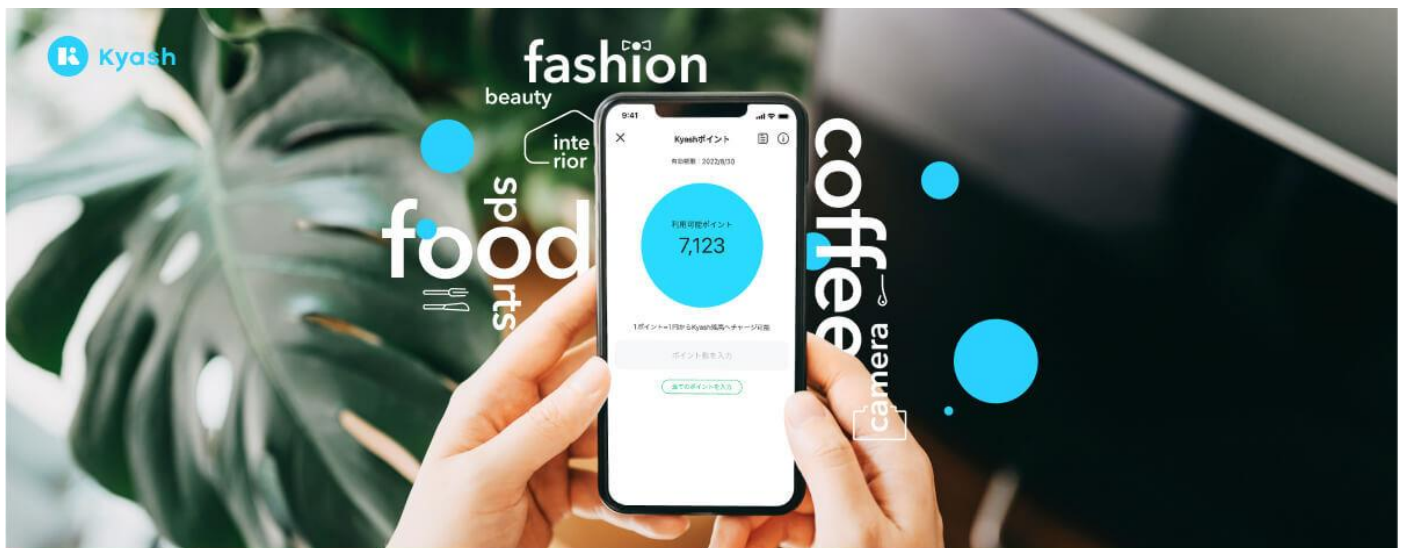 Kyash
fashion
beauty
inte
rior
food
sports
coffee
camera
9:41
Kyashポイント
有効期限：2022/8/30
利用可能ポイント
7,123
1ポイント=1円からKyash残高へチャージ可能
ポイント数を入力
全てのポイントを入力